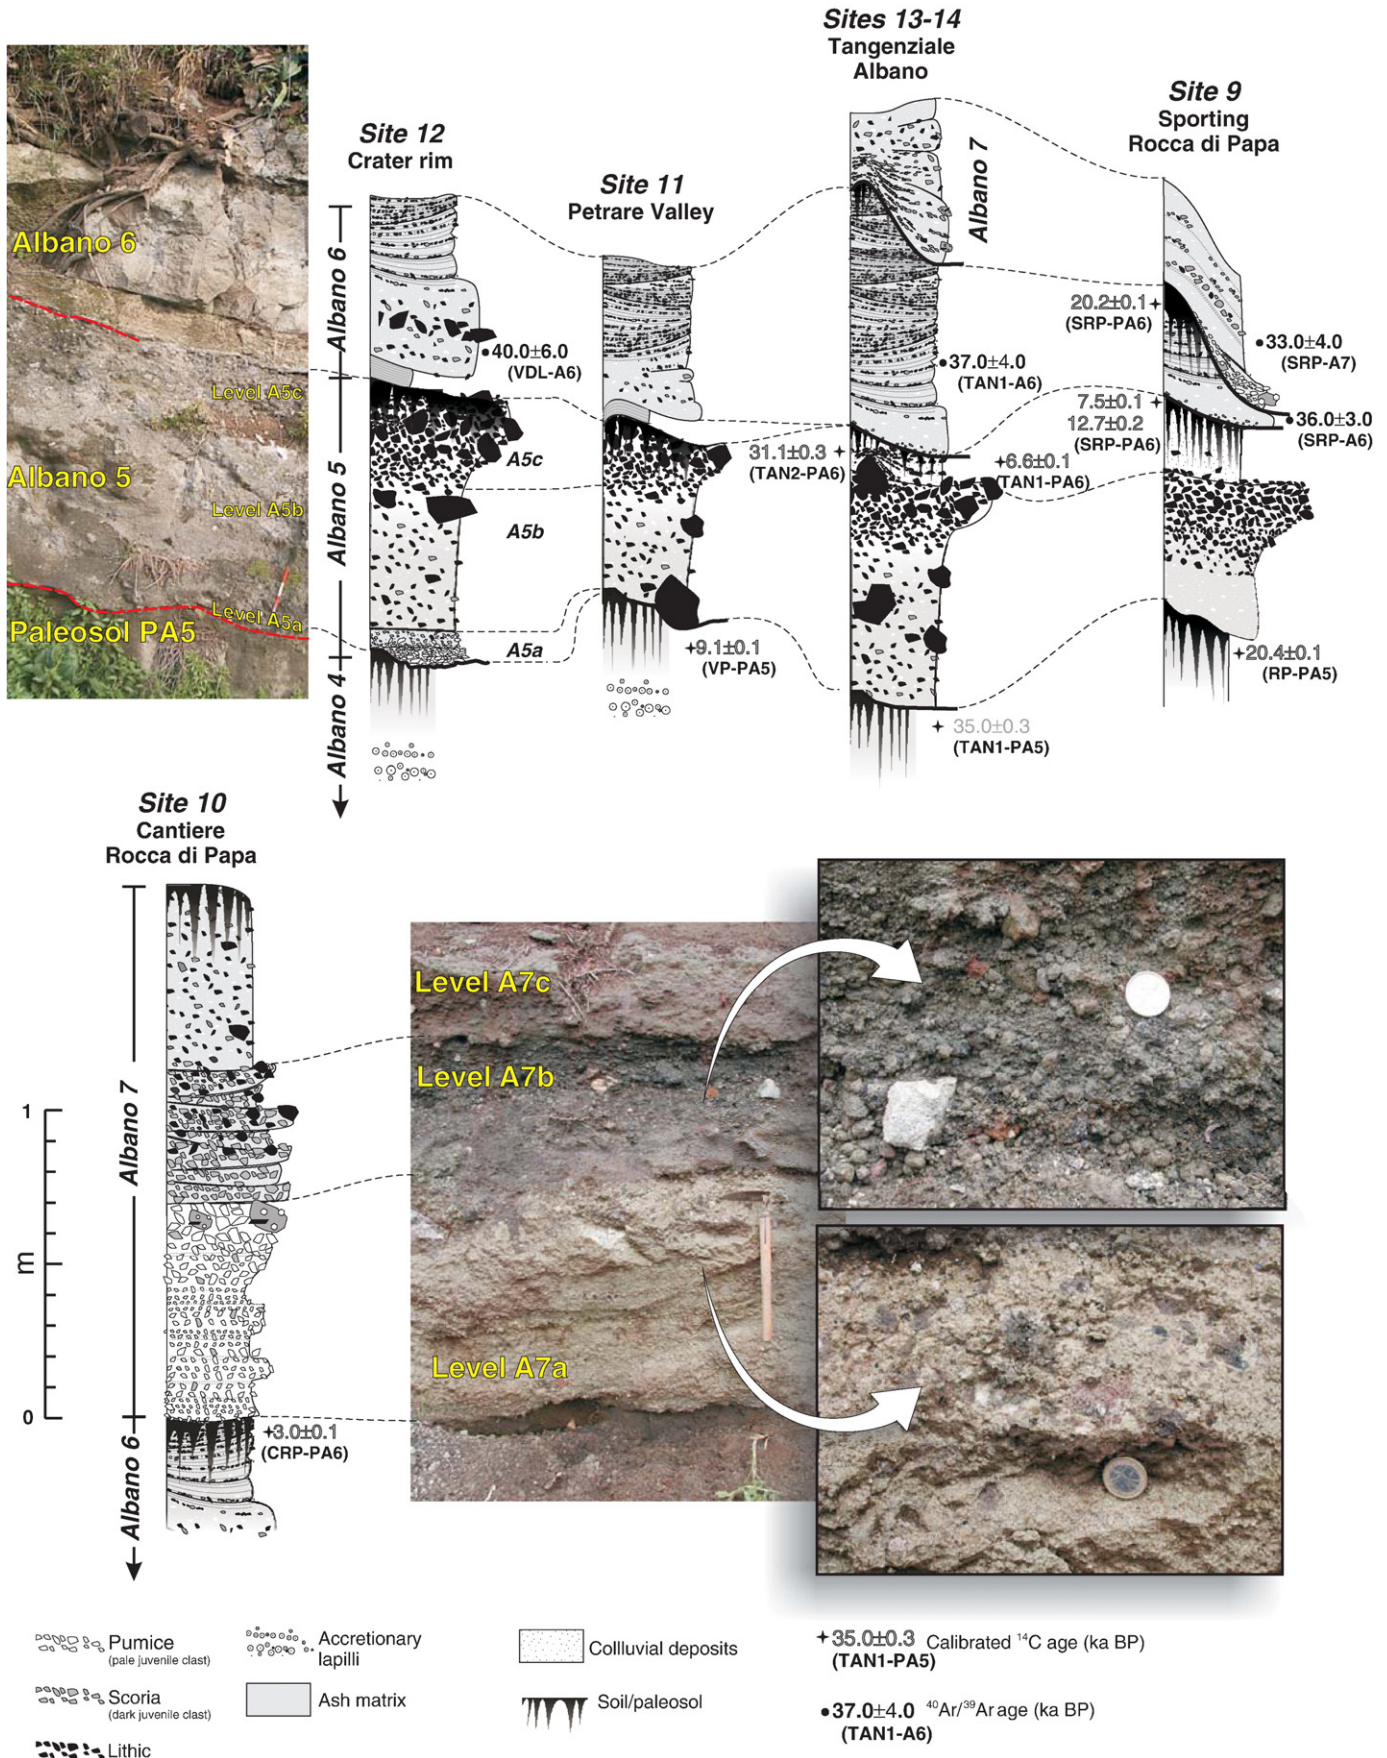 Sites 13-14
Tangenziale
Albano
Site 9
Sporting
Rocca di Papa
Site 12
Crater rim
Site 11
Petrare Valley
Albano 6
Level A5c
Albano 5
Level A5b
Level A5a
Paleosol PA5
Albano 6
Albano 5
Albano 4
40.0±6.0
(VDL-A6)
A5c
A5b
A5a
9.1±0.1
(VP-PA5)
Albano 7
37.0±4.0
(TAN1-A6)
31.1±0.3
(TAN2-PA6)
6.6±0.1
(TAN1-PA6)
35.0±0.3
(TAN1-PA5)
20.2±0.1
(SRP-PA6)
33.0±4.0
(SRP-A7)
7.5±0.1
12.7±0.2
(SRP-PA6)
36.0±3.0
(SRP-A6)
20.4±0.1
(RP-PA5)
Site 10
Cantiere
Rocca di Papa
Albano 7
Albano 6
1
m
0
3.0±0.1
(CRP-PA6)
Level A7c
Level A7b
Level A7a
Pumice
(pale juvenile clast)
Scoria
(dark juvenile clast)
Lithic
Accretionary
lapilli
Ash matrix
Collluvial deposits
Soil/paleosol
35.0±0.3 Calibrated ¹⁴C age (ka BP)
(TAN1-PA5)
37.0±4.0 ⁴⁰Ar/³⁹Ar age (ka BP)
(TAN1-A6)